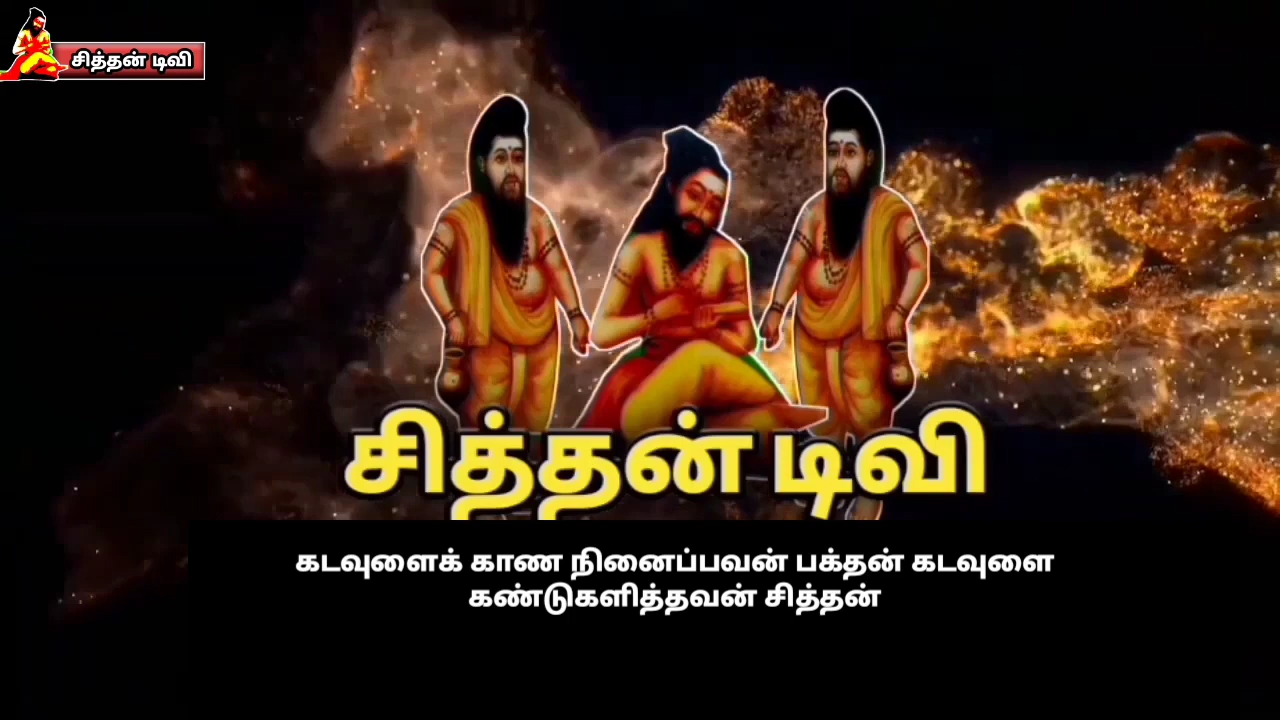 சித்தன் டிவி
சித்தன் டிவி
கடவுளைக் காண நினைப்பவன் பக்தன் கடவுளை
கண்டுகளித்தவன் சித்தன்